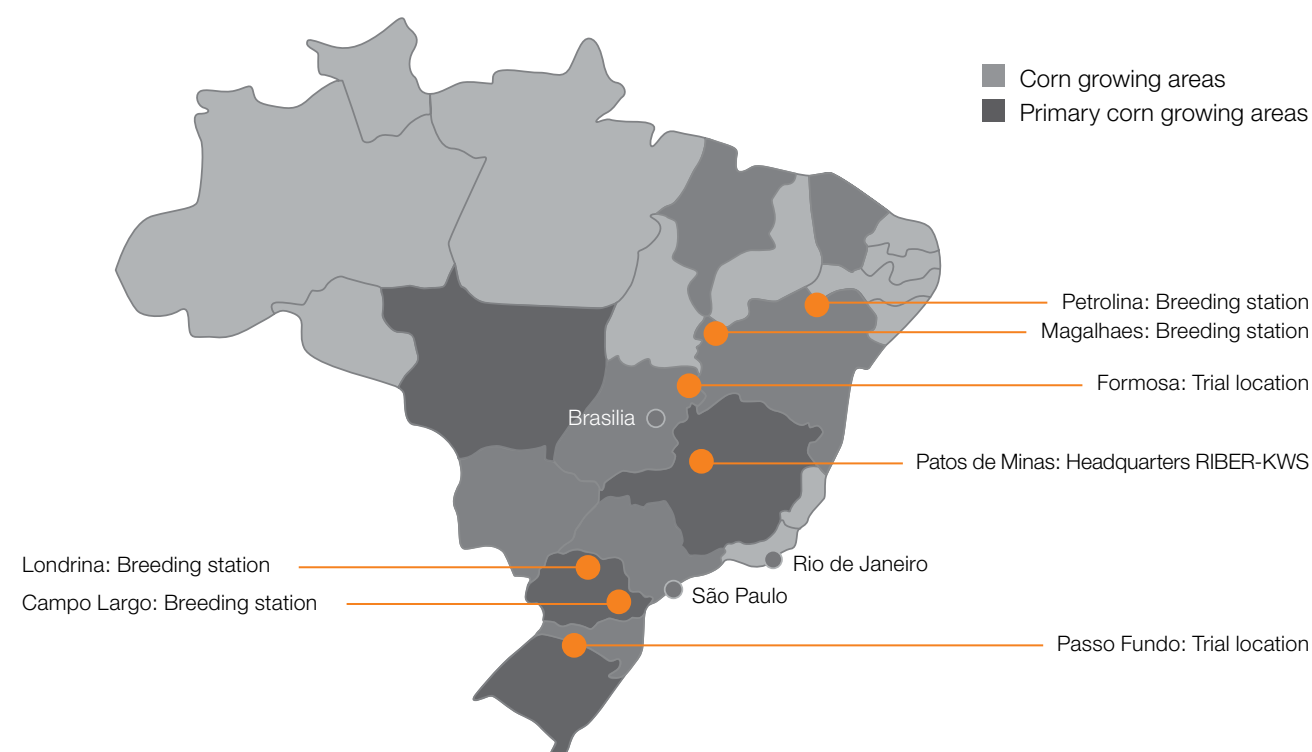 Corn growing areas
Primary corn growing areas
Petrolina: Breeding station
Magalhaes: Breeding station
Formosa: Trial location
Brasilia
Patos de Minas: Headquarters RIBER-KWS
Londrina: Breeding station
Rio de Janeiro
Campo Largo: Breeding station
São Paulo
Passo Fundo: Trial location